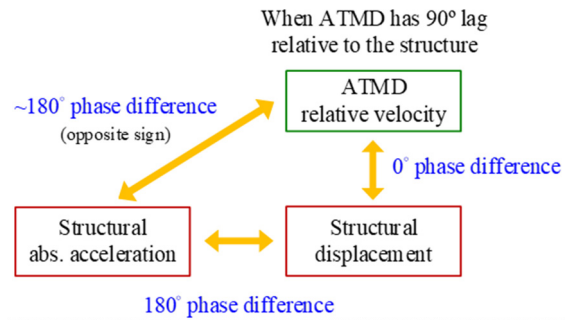 When ATMD has 90º lag
relative to the structure
ATMD
relative velocity
~180° phase difference
(opposite sign)
0° phase difference
Structural
abs. acceleration
Structural
displacement
180° phase difference